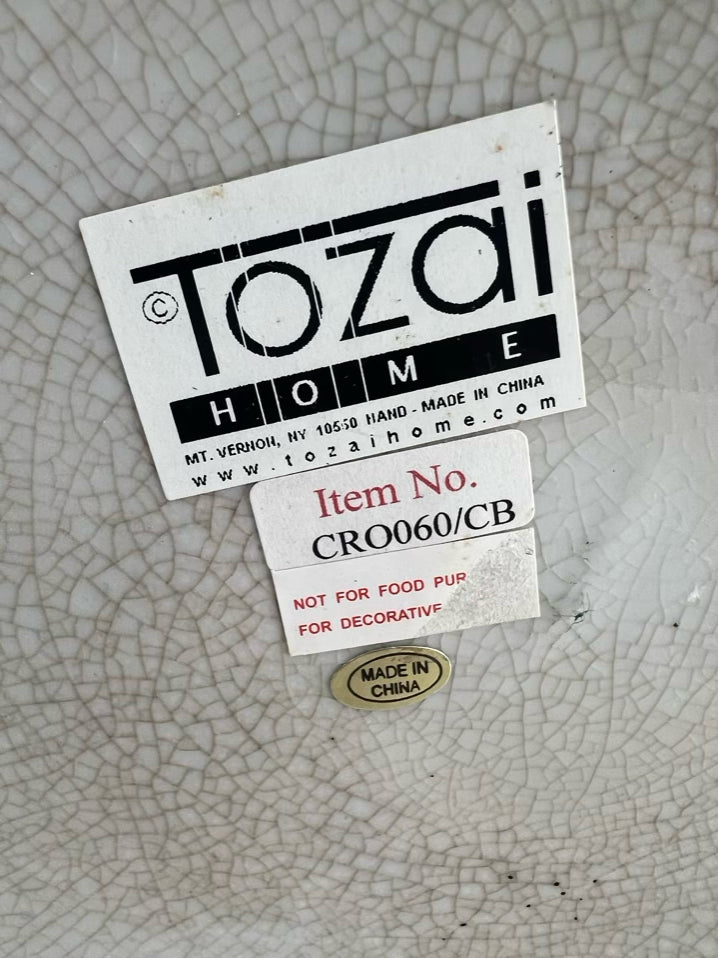 © Tozai
HOME
MT. VERNON, NY 10550 HAND - MADE IN CHINA
www.tozaihome.com
Item No.
CRO060/CB
NOT FOR FOOD PUR
FOR DECORATIVE
MADE IN
CHINA